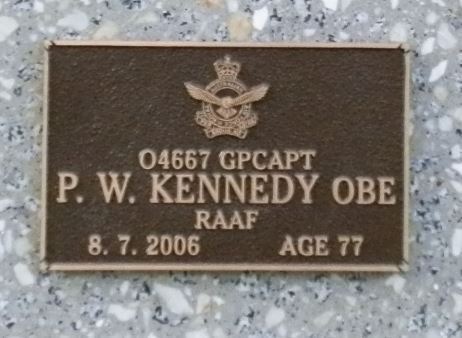 O4667 GPCAPT
P. W. KENNEDY OBE
RAAF
8. 7. 2006 AGE 77